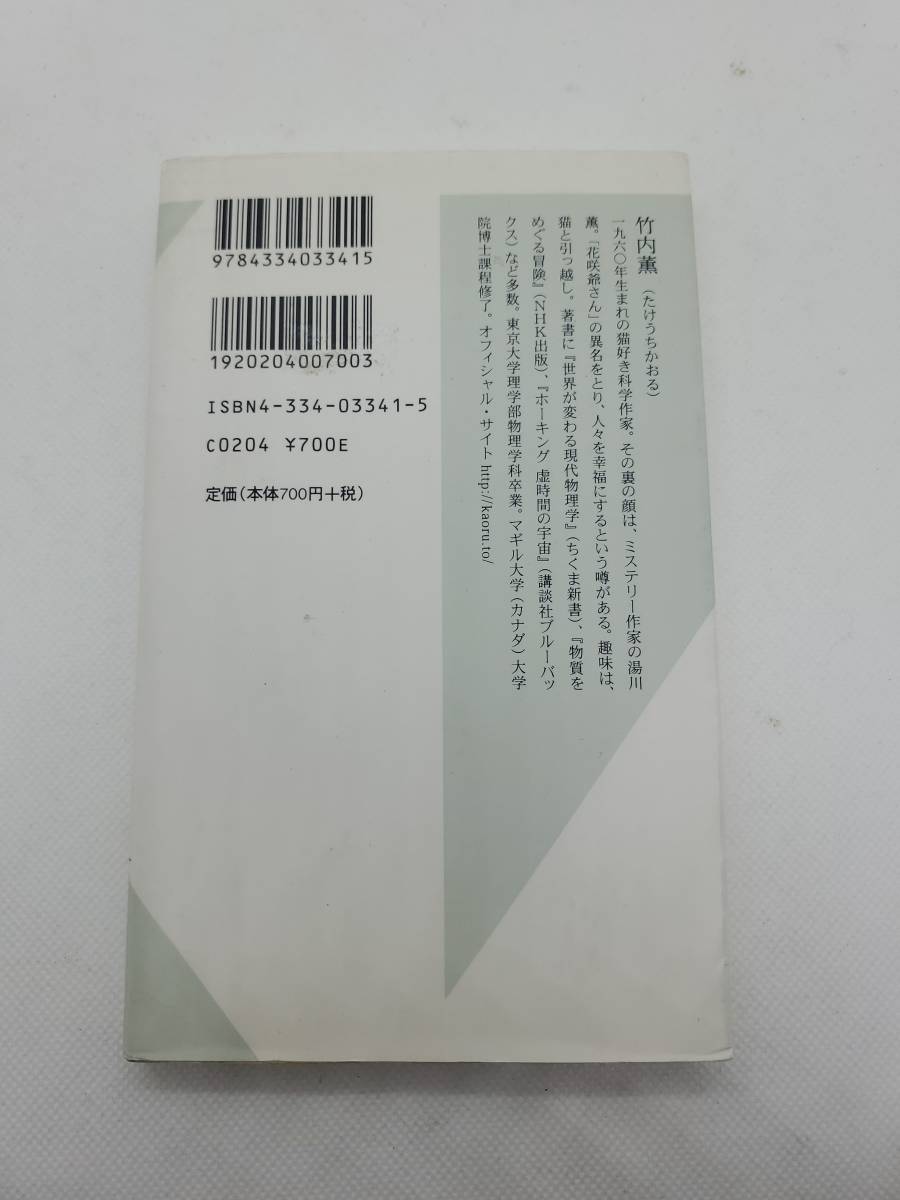 9784334033415
1920204007003
ISBN4-334-03341-5
C0204 ¥700E
定価(本体700円+税)
竹内薫(たけうちかおる)
一九六〇年生まれの猫好き科学作家。その裏の顔は、ミステリー作家の湯川
薫。「花咲爺さん」の異名をとり、人々を幸福にするという噂がある。趣味は、
猫と引っ越し。著書に『世界が変わる現代物理学』(ちくま新書)、『物質を
めぐる冒険』(NHK出版)、『ホーキング 虚時間の宇宙』(講談社ブルーバッ
クス)など多数。東京大学理学部物理学科卒業。マギル大学(カナダ)大学
院博士課程修了。オフィシャル・サイト http://kaoru.to/